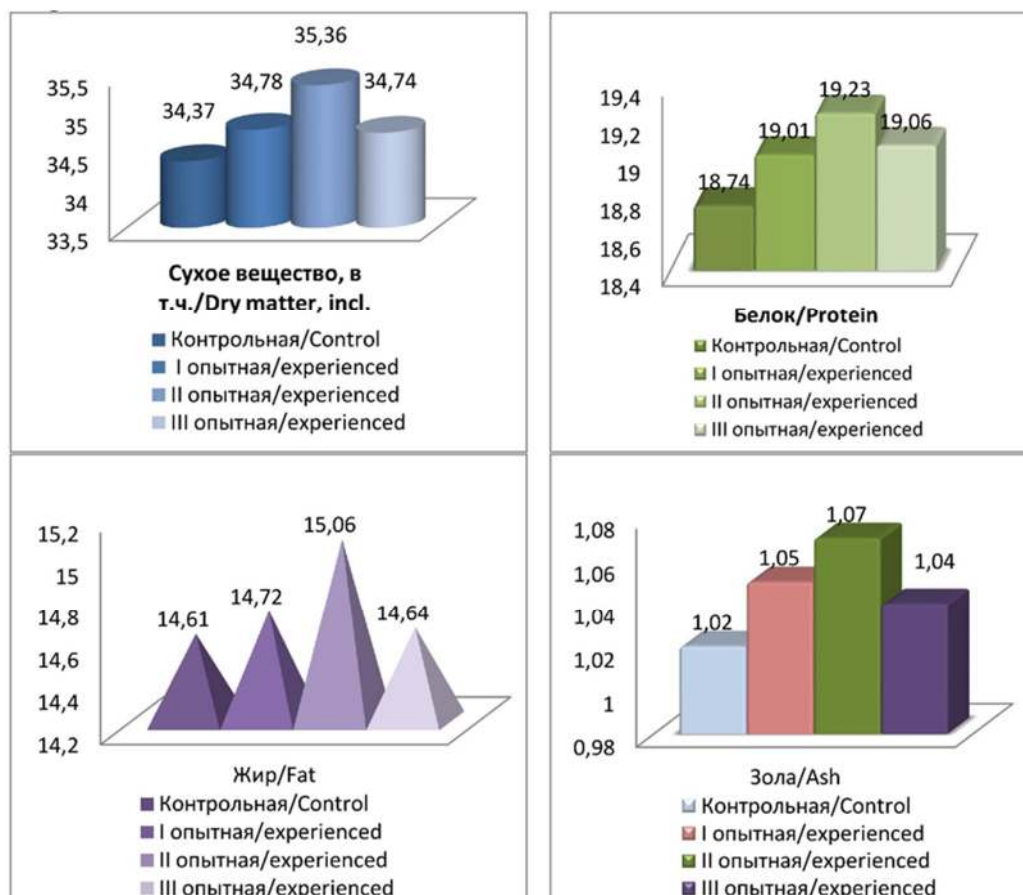 35,36
34,78
34,74
34,37
35,5
35
34,5
34
33,5
Сухое вещество, в
т.ч./Dry matter, incl.
Контрольная/Control
I опытная/experienced
II опытная/experienced
III опытная/experienced
19,23
19,01
19,06
18,74
19,4
19,2
19
18,8
18,6
18,4
Белок/Protein
Контрольная/Control
I опытная/experienced
II опытная/experienced
III опытная/experienced
15,06
14,72
14,61
14,64
15,2
15
14,8
14,6
14,4
14,2
Жир/Fat
Контрольная/Control
I опытная/experienced
II опытная/experienced
III опытная/experienced
1,07
1,05
1,04
1,02
1,08
1,06
1,04
1,02
1
0,98
Зола/Ash
Контрольная/Control
I опытная/experienced
II опытная/experienced
III опытная/experienced